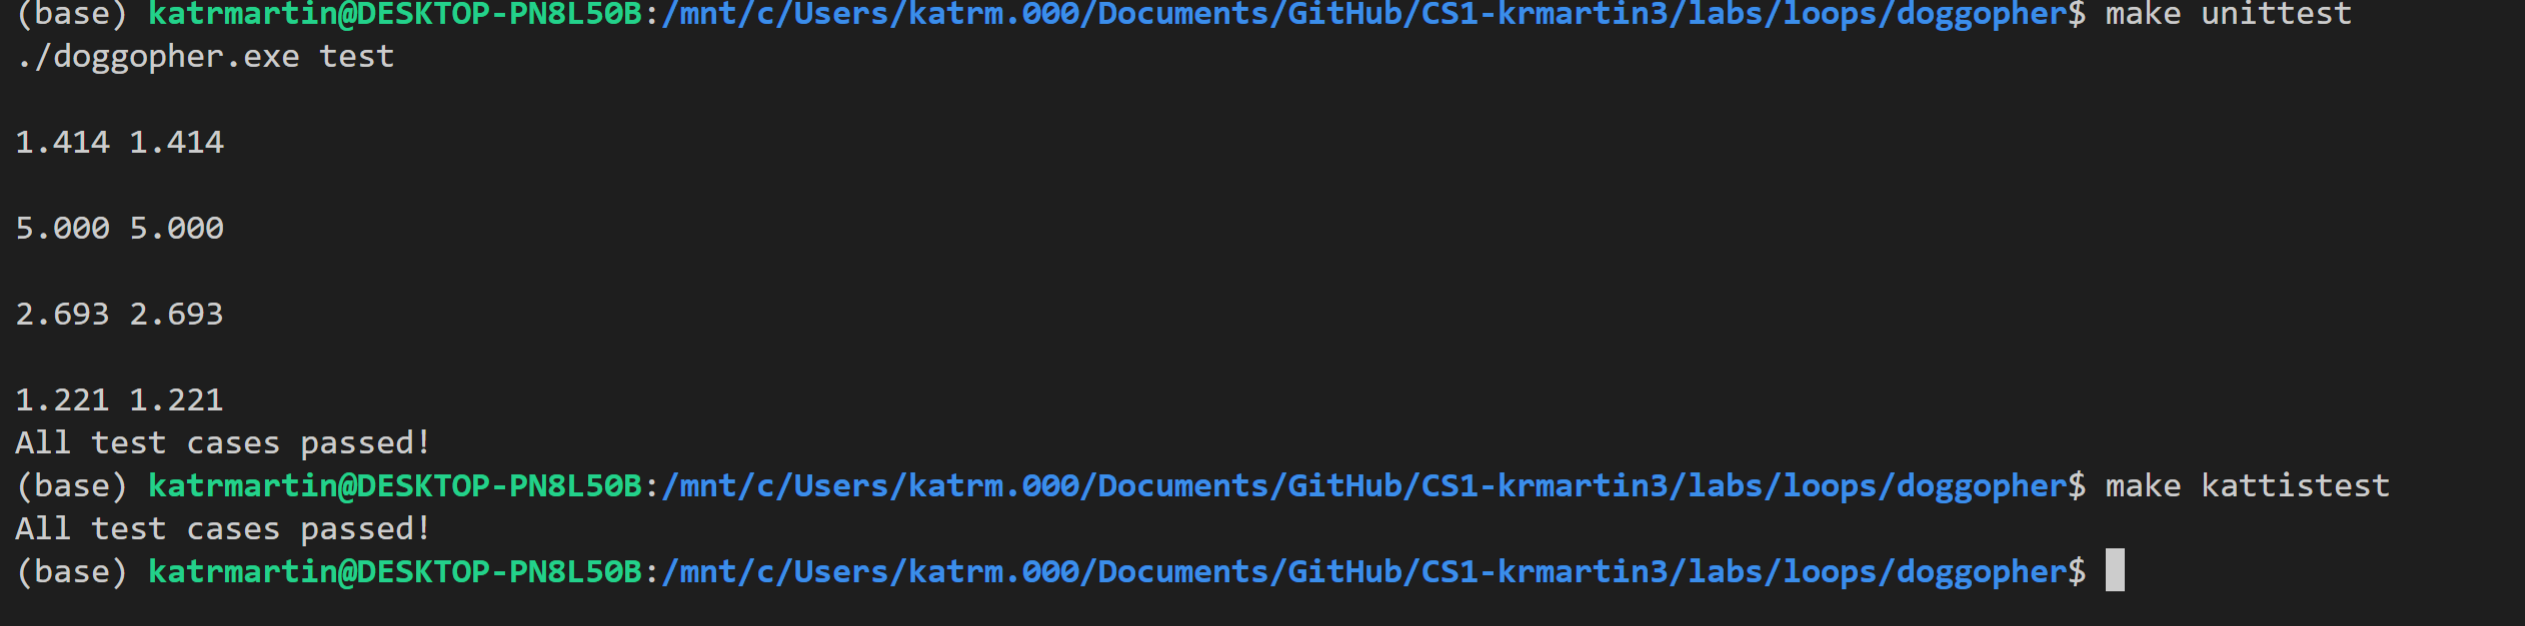 (base) katrmartin@DESKTOP-PN8L50B:/mnt/c/Users/katrm.000/Documents/GitHub/CS1-krmartin3/labs/loops/doggopher$ make unittest
./doggopher.exe test
1.414 1.414
5.000 5.000
2.693 2.693
1.221 1.221
All test cases passed!
(base) katrmartin@DESKTOP-PN8L50B:/mnt/c/Users/katrm.000/Documents/GitHub/CS1-krmartin3/labs/loops/doggopher$ make kattistest
All test cases passed!
(base) katrmartin@DESKTOP-PN8L50B:/mnt/c/Users/katrm.000/Documents/GitHub/CS1-krmartin3/labs/loops/doggopher$